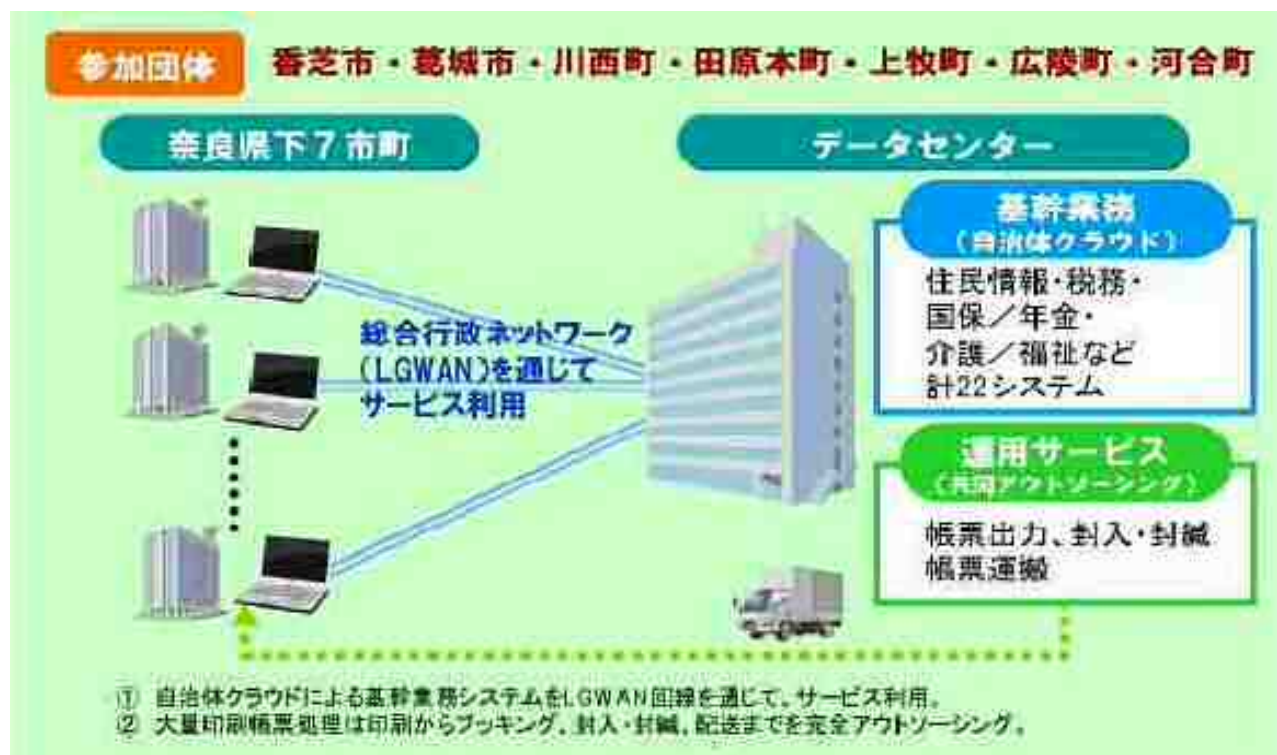 参加団体
香芝市・葛城市・川西町・田原本町・上牧町・広陵町・河合町
奈良県下7市町
データセンター
総合行政ネットワーク
(LGWAN)を通じて
サービス利用
基幹業務
(自治体クラウド)
住民情報・税務・
国保/年金・
介護/福祉など
計22システム
運用サービス
(共同アウトソーシング)
帳票出力、封入・封緘
帳票運搬
① 自治体クラウドによる基幹業務システムをLGWAN回線を通じて、サービス利用。
② 大量印刷帳票処理は印刷からブッキング、封入・封緘、配送までを完全アウトソーシング。